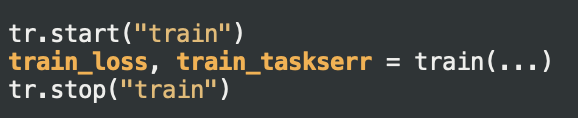 tr.start("train")
train_loss, train_taskserr = train(...)
tr.stop("train")